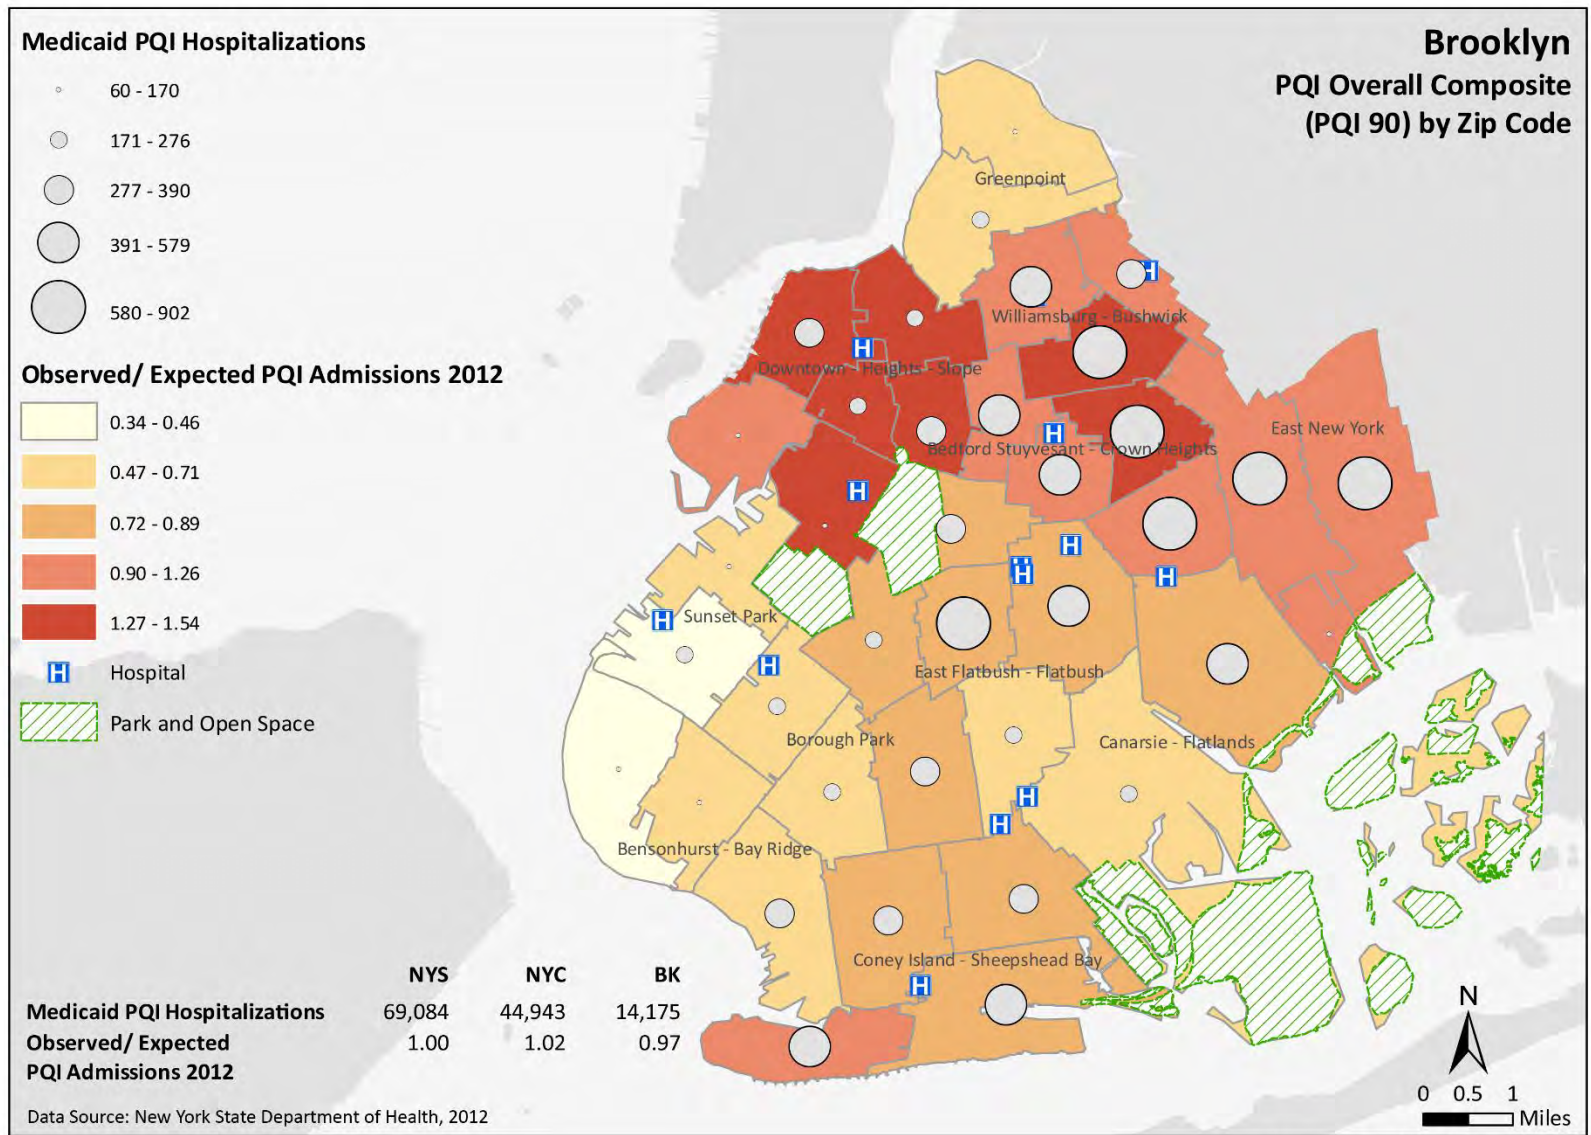 Brooklyn
PQI Overall Composite
(PQI 90) by Zip Code
Medicaid PQI Hospitalizations
60 - 170
171 - 276
277 - 390
391 - 579
580 - 902
Observed/ Expected PQI Admissions 2012
0.34 - 0.46
0.47 - 0.71
0.72 - 0.89
0.90 - 1.26
1.27 - 1.54
H Hospital
Park and Open Space
Greenpoint
H
Williamsburg - Bushwick
H
Downtown - Heights - Slope
East New York
H
Bedford Stuyvesant - Crown Heights
H
H
H
H
H
H
Sunset Park
H
East Flatbush - Flatbush
Borough Park
Canarsie - Flatlands
H
H
Bensonhurst - Bay Ridge
Coney Island - Sheepshead Bay
H
NYS NYC BK
Medicaid PQI Hospitalizations 69,084 44,943 14,175
Observed/ Expected 1.00 1.02 0.97
PQI Admissions 2012
Data Source: New York State Department of Health, 2012
N
0 0.5 1
Miles